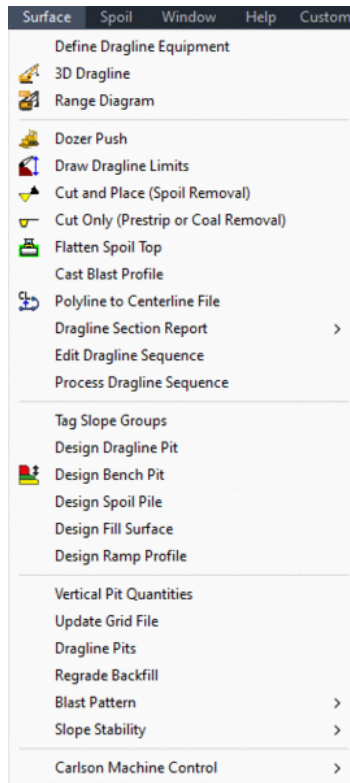 Surface Spoil Window Help Custom
Define Dragline Equipment
3D Dragline
Range Diagram
Dozer Push
Draw Dragline Limits
Cut and Place (Spoil Removal)
Cut Only (Prestrip or Coal Removal)
Flatten Spoil Top
Cast Blast Profile
CL
Polyline to Centerline File
Dragline Section Report
Edit Dragline Sequence
Process Dragline Sequence
Tag Slope Groups
Design Dragline Pit
Design Bench Pit
Design Spoil Pile
Design Fill Surface
Design Ramp Profile
Vertical Pit Quantities
Update Grid File
Dragline Pits
Regrade Backfill
Blast Pattern
Slope Stability
Carlson Machine Control